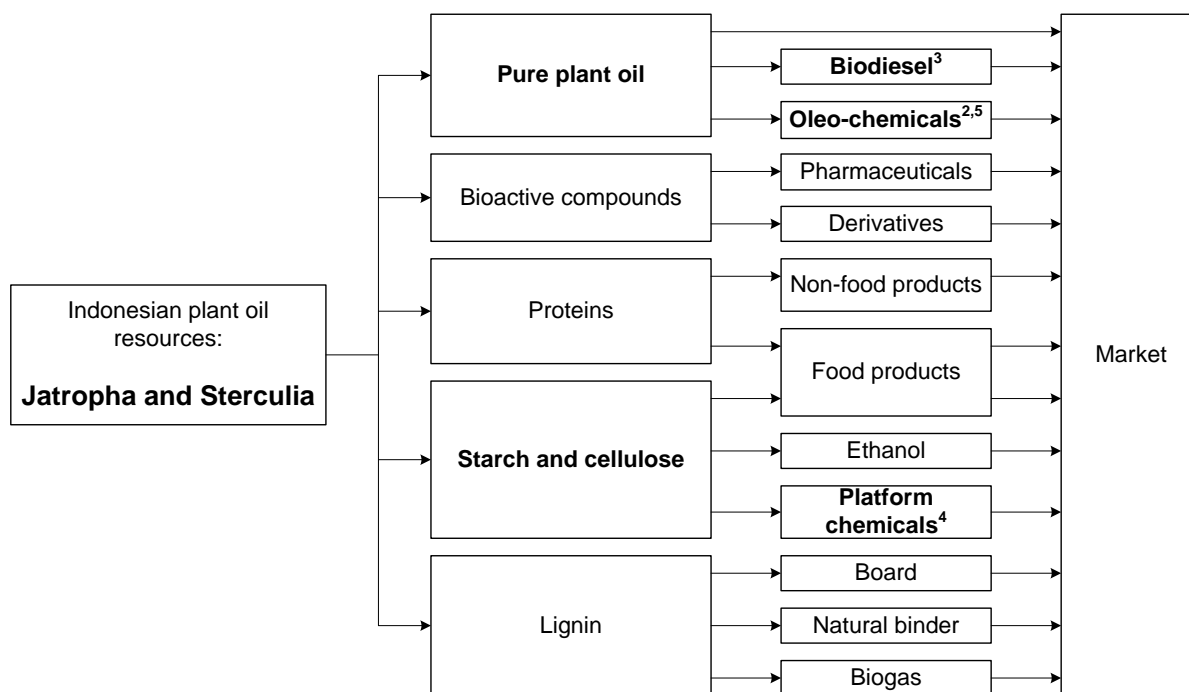 Indonesian plant oil
resources:
Jatropha and Sterculia
Pure plant oil
Bioactive compounds
Proteins
Starch and cellulose
Lignin
Biodiesel³
Oleo-chemicals²,⁵
Pharmaceuticals
Derivatives
Non-food products
Food products
Ethanol
Platform
chemicals⁴
Board
Natural binder
Biogas
Market